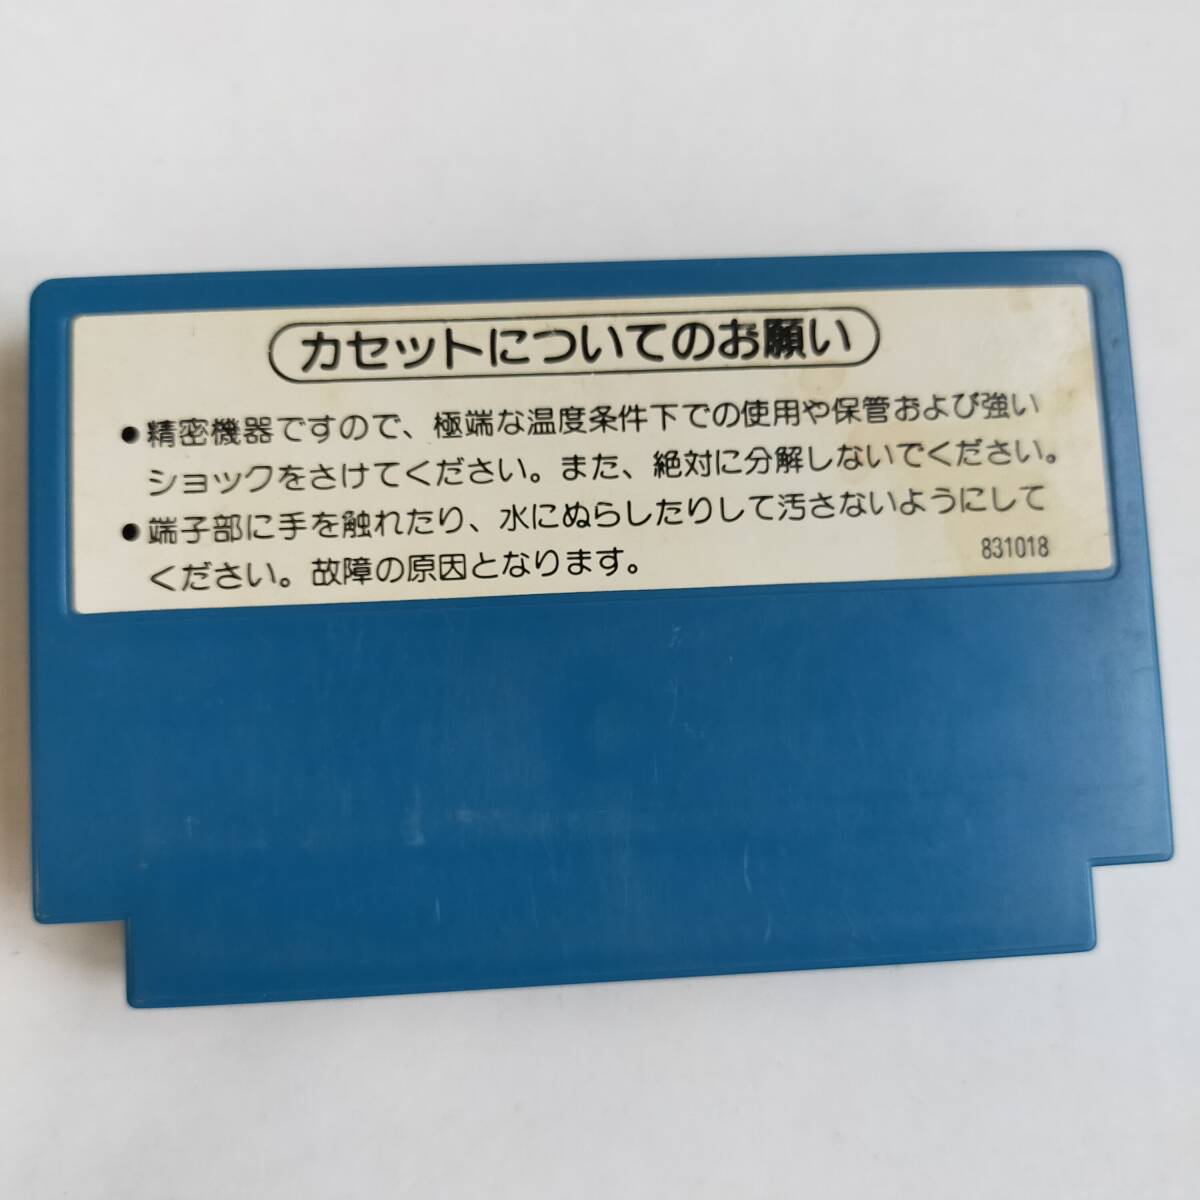 カセットについてのお願い
●精密機器ですので、極端な温度条件下での使用や保管および強い
ショックをさけてください。また、絶対に分解しないでください。
●端子部に手を触れたり、水にぬらしたりして汚さないようにして
ください。故障の原因となります。
831018